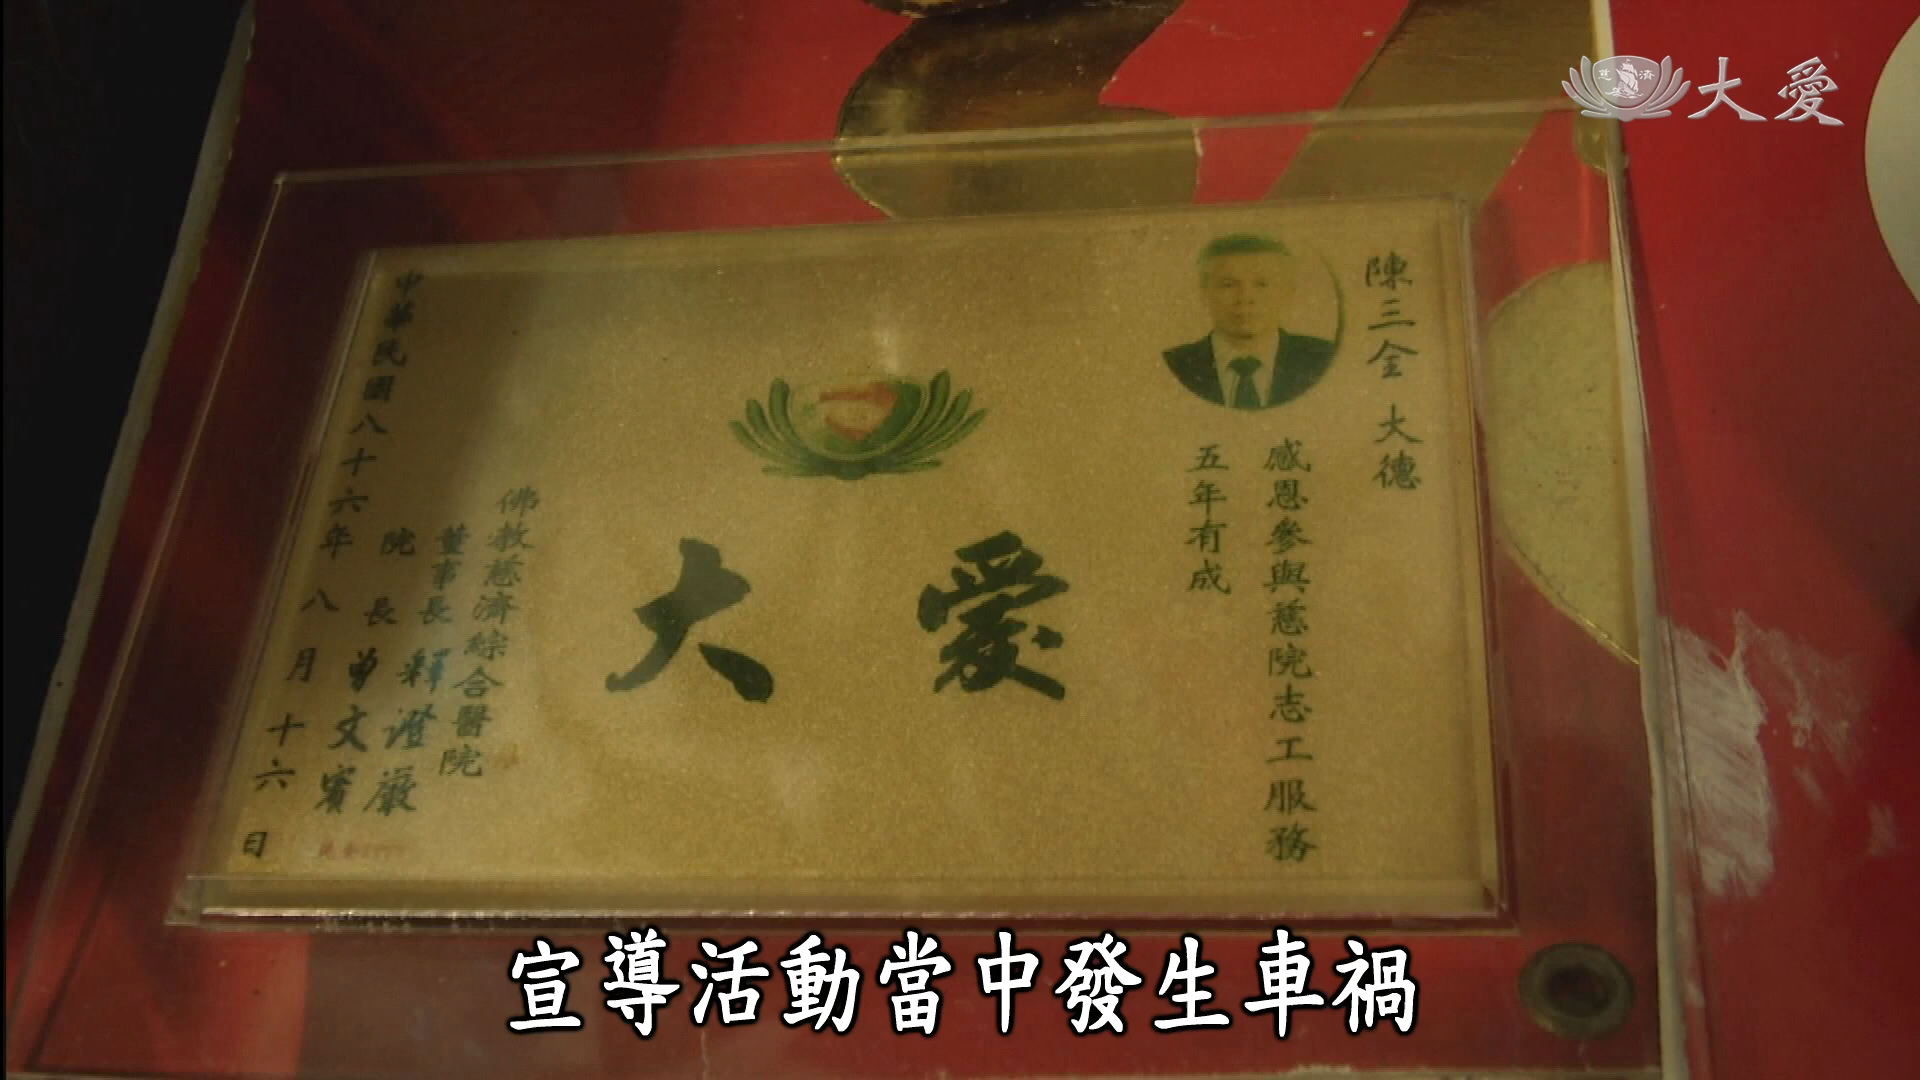 大愛
慈濟
陳三金 大德
感恩參與慈院志工服務
五年有成
大愛
佛教慈濟綜合醫院
董事長 釋證嚴
院長 曾文賓
中華民國八十六年八月十六日
宣導活動當中發生車禍